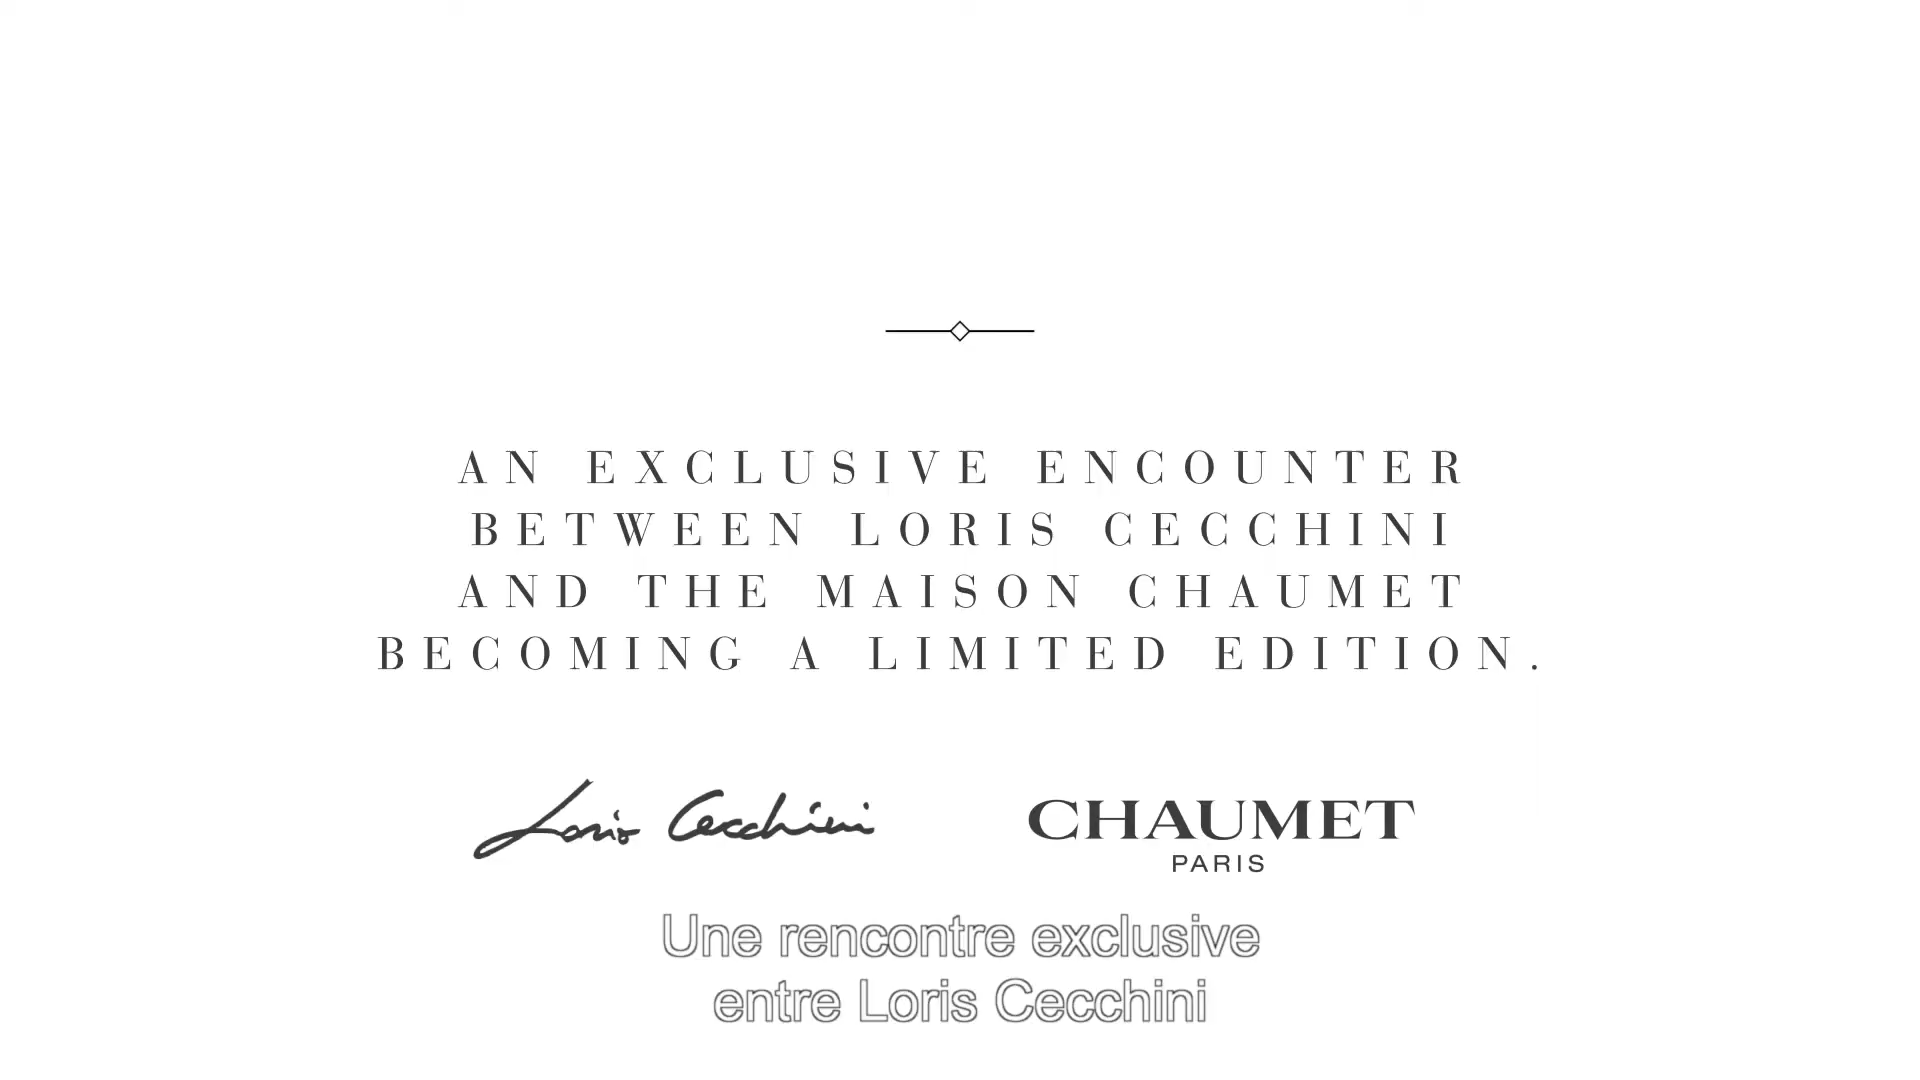 AN EXCLUSIVE ENCOUNTER
BETWEEN LORIS CECCHINI
AND THE MAISON CHAUMET
BECOMING A LIMITED EDITION.
Loris Cecchini
CHAUMET
PARIS
Une rencontre exclusive
entre Loris Cecchini